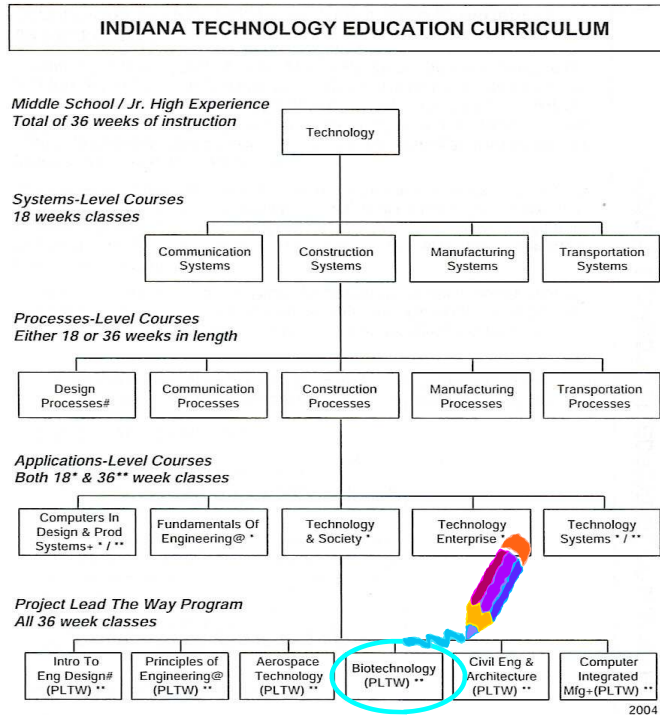 INDIANA TECHNOLOGY EDUCATION CURRICULUM
Middle School / Jr. High Experience
Total of 36 weeks of instruction
Technology
Systems-Level Courses
18 weeks classes
Communication
Systems
Construction
Systems
Manufacturing
Systems
Transportation
Systems
Processes-Level Courses
Either 18 or 36 weeks in length
Design
Processes#
Communication
Processes
Construction
Processes
Manufacturing
Processes
Transportation
Processes
Applications-Level Courses
Both 18* & 36** week classes
Computers In
Design & Prod
Systems+ * / **
Fundamentals Of
Engineering@ *
Technology
& Society *
Technology
Enterprise *
Technology
Systems * / **
Project Lead The Way Program
All 36 week classes
Intro To
Eng Design#
(PLTW) **
Principles of
Engineering@
(PLTW) **
Aerospace
Technology
(PLTW) **
Biotechnology
(PLTW) **
Civil Eng &
Architecture
(PLTW) **
Computer
Integrated
Mfg+(PLTW) **
2004